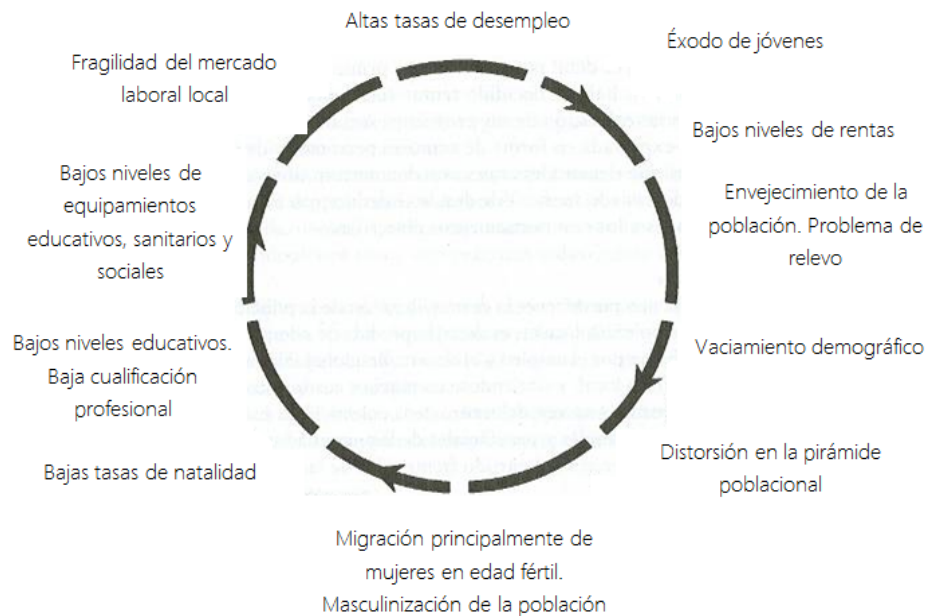 Altas tasas de desempleo
Éxodo de jóvenes
Bajos niveles de rentas
Envejecimiento de la
población. Problema de
relevo
Vaciamiento demográfico
Distorsión en la pirámide
poblacional
Migración principalmente de
mujeres en edad fértil.
Masculinización de la población
Bajas tasas de natalidad
Bajos niveles educativos.
Baja cualificación
profesional
Bajos niveles de
equipamientos
educativos, sanitarios y
sociales
Fragilidad del mercado
laboral local